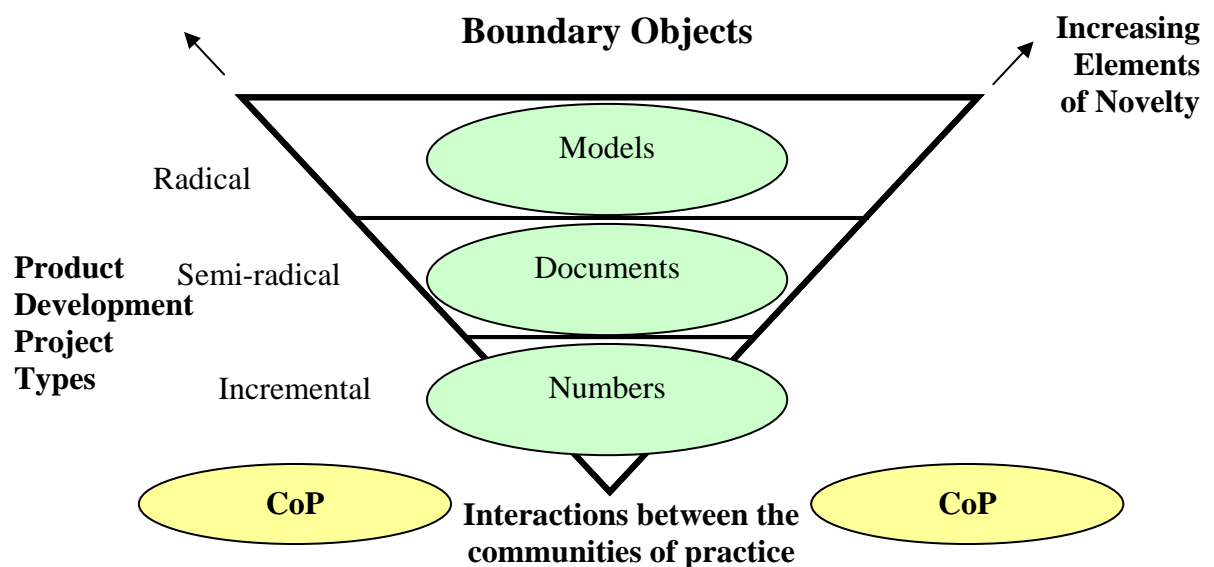 Boundary Objects
Increasing
Elements
of Novelty
Models
Radical
Documents
Semi-radical
Product
Development
Project
Types
Numbers
Incremental
CoP
CoP
Interactions between the
communities of practice